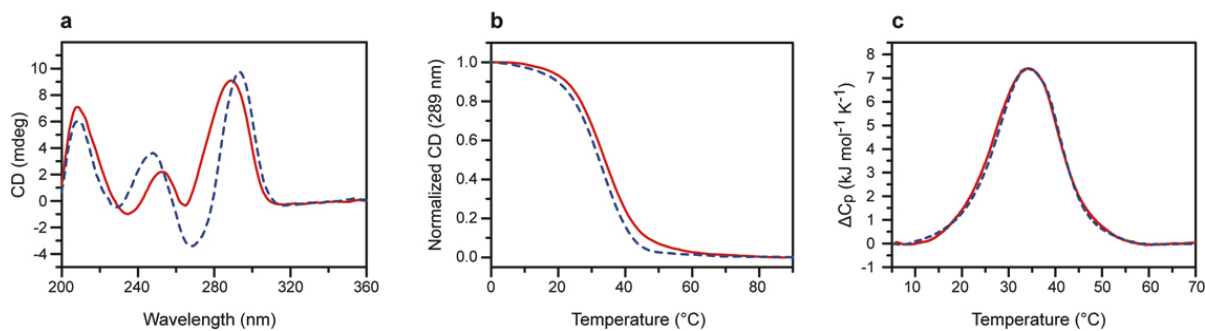 a
CD (mdeg)
10
8
6
4
2
0
-2
-4
200 240 280 320 360
Wavelength (nm)
b
Normalized CD (289 nm)
1.0
0.8
0.6
0.4
0.2
0.0
0 20 40 60 80
Temperature (°C)
c
ΔCp (kJ mol⁻¹ K⁻¹)
8
7
6
5
4
3
2
1
0
-1
10 20 30 40 50 60 70
Temperature (°C)